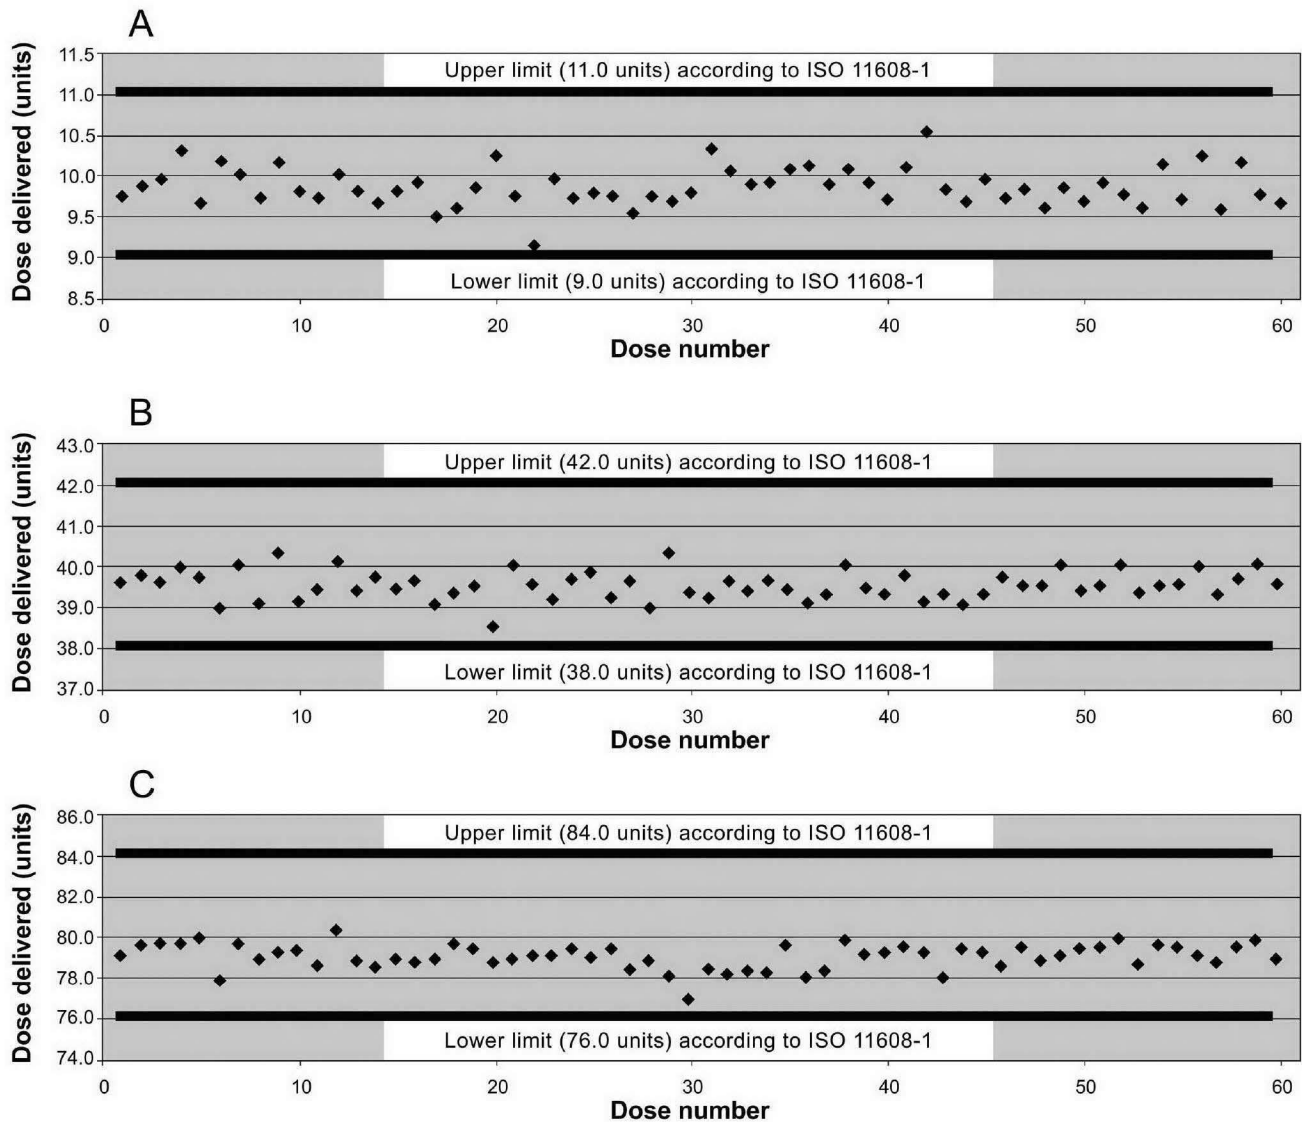 A
Dose delivered (units)
11.5
Upper limit (11.0 units) according to ISO 11608-1
11.0
10.5
10.0
9.5
9.0
Lower limit (9.0 units) according to ISO 11608-1
8.5
0 10 20 30 40 50 60
Dose number
B
Dose delivered (units)
43.0
Upper limit (42.0 units) according to ISO 11608-1
42.0
41.0
40.0
39.0
38.0
Lower limit (38.0 units) according to ISO 11608-1
37.0
0 10 20 30 40 50 60
Dose number
C
Dose delivered (units)
86.0
Upper limit (84.0 units) according to ISO 11608-1
84.0
82.0
80.0
78.0
76.0
Lower limit (76.0 units) according to ISO 11608-1
74.0
0 10 20 30 40 50 60
Dose number